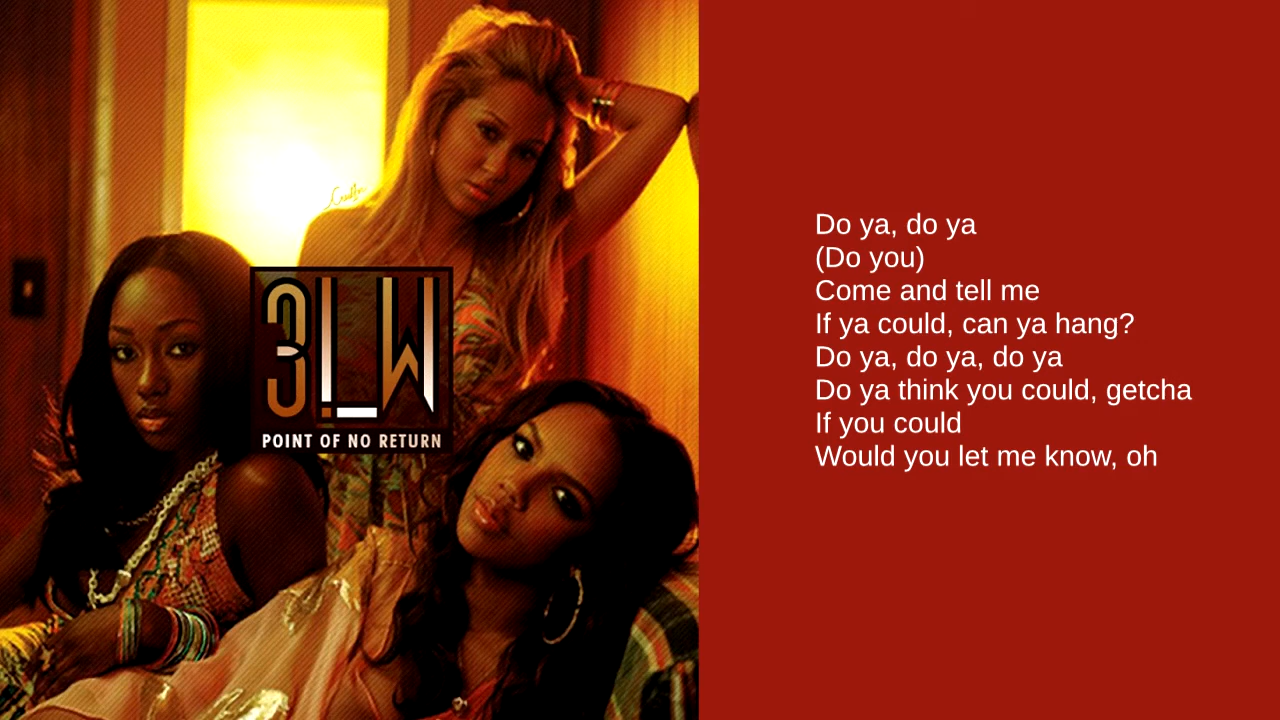 3LW
POINT OF NO RETURN
Do ya, do ya
(Do you)
Come and tell me
If ya could, can ya hang?
Do ya, do ya, do ya
Do ya think you could, getcha
If you could
Would you let me know, oh